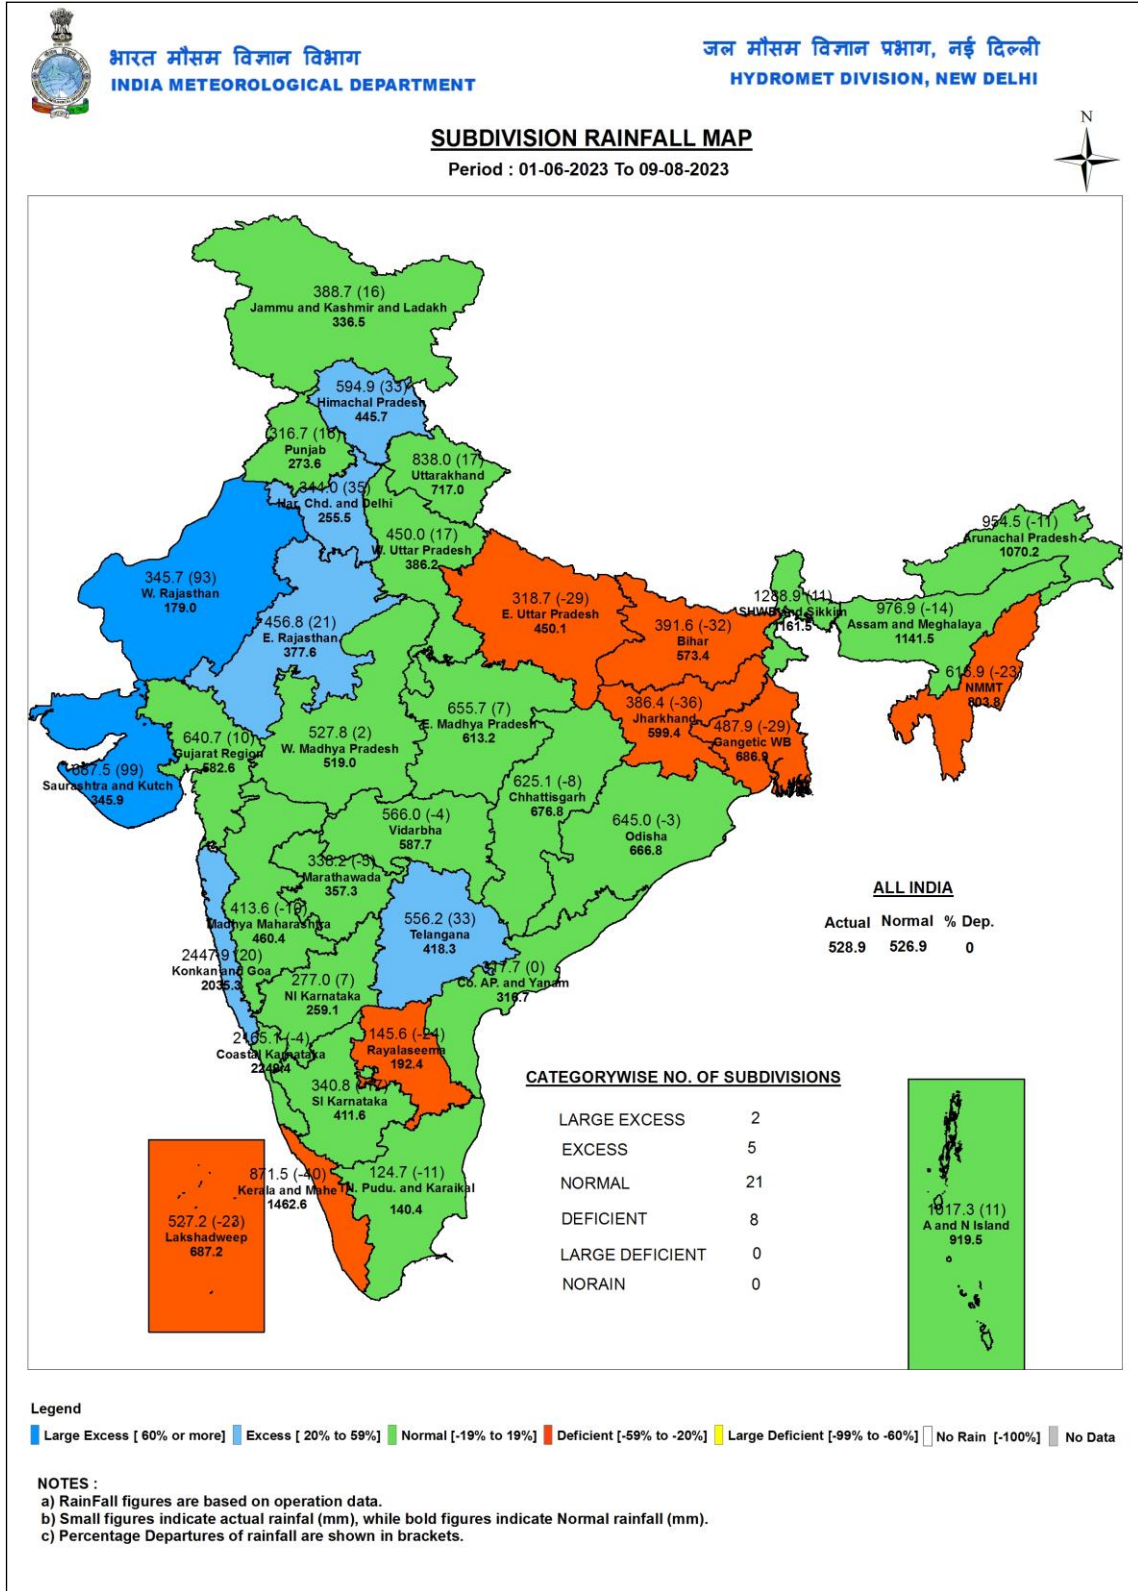 भारत मौसम विज्ञान विभाग
INDIA METEOROLOGICAL DEPARTMENT
जल मौसम विज्ञान प्रभाग, नई दिल्ली
HYDROMET DIVISION, NEW DELHI
SUBDIVISION RAINFALL MAP
Period : 01-06-2023 To 09-08-2023
N
388.7 (16)
Jammu and Kashmir and Ladakh
336.5
594.9 (33)
Himachal Pradesh
445.7
316.7 (16)
Punjab
273.6
838.0 (17)
Uttarakhand
717.0
344.0 (35)
Har. Chd. and Delhi
255.5
450.0 (17)
W. Uttar Pradesh
386.2
954.5 (-11)
Arunachal Pradesh
1070.2
345.7 (93)
W. Rajasthan
179.0
318.7 (-29)
E. Uttar Pradesh
450.1
1288.9 (11)
and Sikkim
1161.5
976.9 (-14)
Assam and Meghalaya
1141.5
456.8 (21)
E. Rajasthan
377.6
391.6 (-32)
Bihar
573.4
(-23)
NMMT
803.8
655.7 (7)
E. Madhya Pradesh
613.2
386.4 (-36)
Jharkhand
599.4
487.9 (-29)
Gangetic WB
686.9
640.7 (10)
Gujarat Region
582.6
527.8 (2)
W. Madhya Pradesh
519.0
687.5 (99)
Saurashtra and Kutch
345.9
625.1 (-8)
Chhattisgarh
676.8
645.0 (-3)
Odisha
666.8
566.0 (-4)
Vidarbha
587.7
338.2 (-5)
Marathawada
357.3
413.6 (-10)
Madhya Maharashtra
460.4
556.2 (33)
Telangana
418.3
2447.9 (20)
Konkan and Goa
2035.3
277.0 (7)
NI Karnataka
259.1
317.7 (0)
Co. AP. and Yanam
316.7
2165.1 (-4)
Coastal Karnataka
2249.4
145.6 (-24)
Rayalaseema
192.4
340.8
SI Karnataka
411.6
871.5 (-40)
Kerala and Mahe
1462.6
124.7 (-11)
TN. Pudu. and Karaikal
140.4
527.2 (-23)
Lakshadweep
687.2
1017.3 (11)
A and N Island
919.5
ALL INDIA
Actual Normal % Dep.
528.9 526.9 0
CATEGORYWISE NO. OF SUBDIVISIONS
LARGE EXCESS 2
EXCESS 5
NORMAL 21
DEFICIENT 8
LARGE DEFICIENT 0
NORAIN 0
Legend
Large Excess [ 60% or more] Excess [ 20% to 59%] Normal [-19% to 19%] Deficient [-59% to -20%] Large Deficient [-99% to -60%] No Rain [-100%] No Data
NOTES :
a) RainFall figures are based on operation data.
b) Small figures indicate actual rainfal (mm), while bold figures indicate Normal rainfall (mm).
c) Percentage Departures of rainfall are shown in brackets.